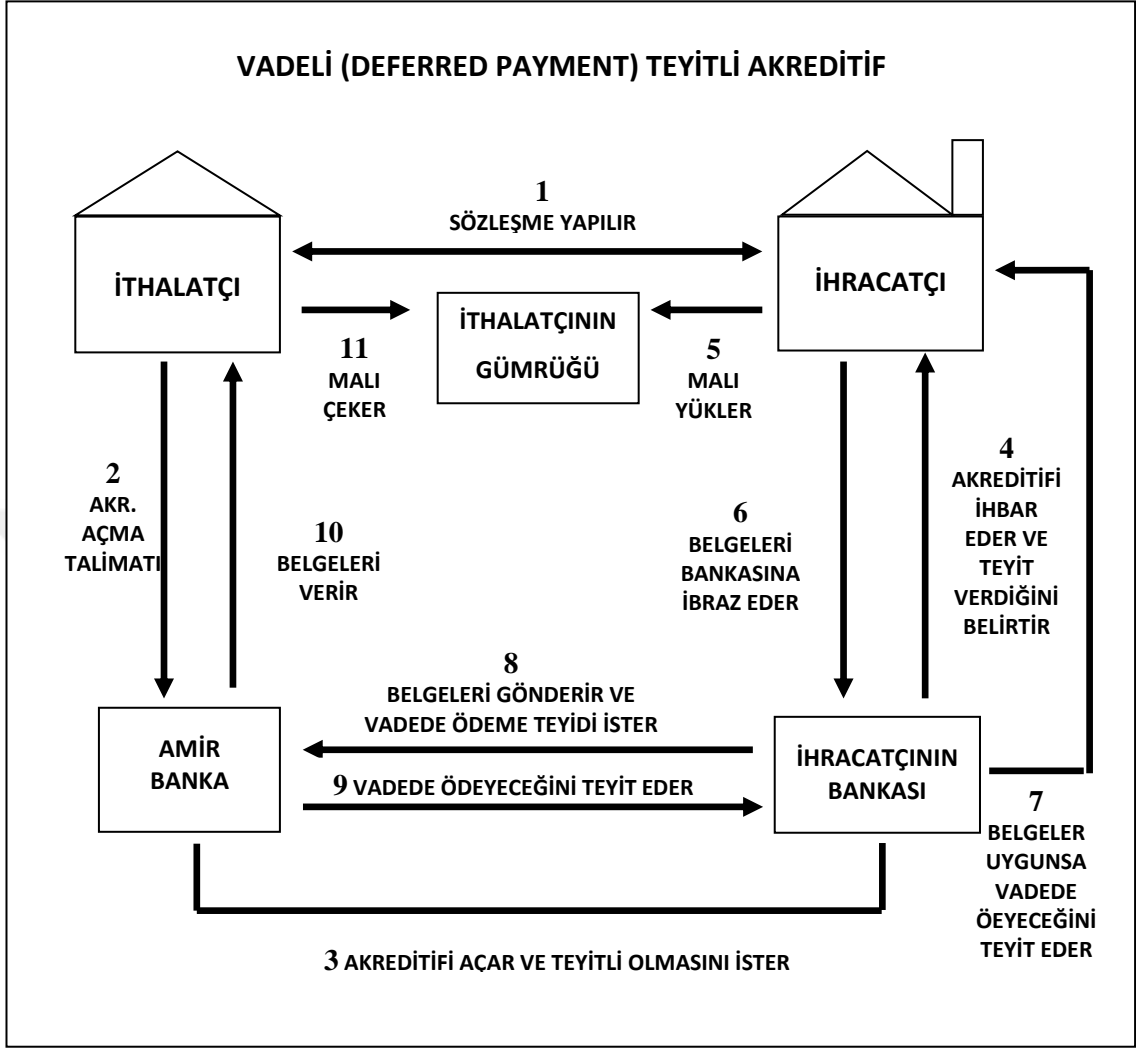 VADELİ (DEFERRED PAYMENT) TEYİTLİ AKREDİTİF
1
SÖZLEŞME YAPILIR
İTHALATÇI
İHRACATÇI
İTHALATÇININ
GÜMRÜĞÜ
11
MALI
ÇEKER
5
MALI
YÜKLER
2
AKR.
AÇMA
TALİMATI
10
BELGELERİ
VERİR
6
BELGELERİ
BANKASINA
İBRAZ EDER
4
AKREDİTİFİ
İHBAR
EDER VE
TEYİT
VERDİĞİNİ
BELİRTİR
8
BELGELERİ GÖNDERİR VE
VADEDE ÖDEME TEYİDİ İSTER
AMİR
BANKA
9 VADEDE ÖDEYECEĞİNİ TEYİT EDER
İHRACATÇININ
BANKASI
7
BELGELER
UYGUNSA
VADEDE
ÖEYECEĞİNİ
TEYİT EDER
3 AKREDİTİFİ AÇAR VE TEYİTLİ OLMASINI İSTER